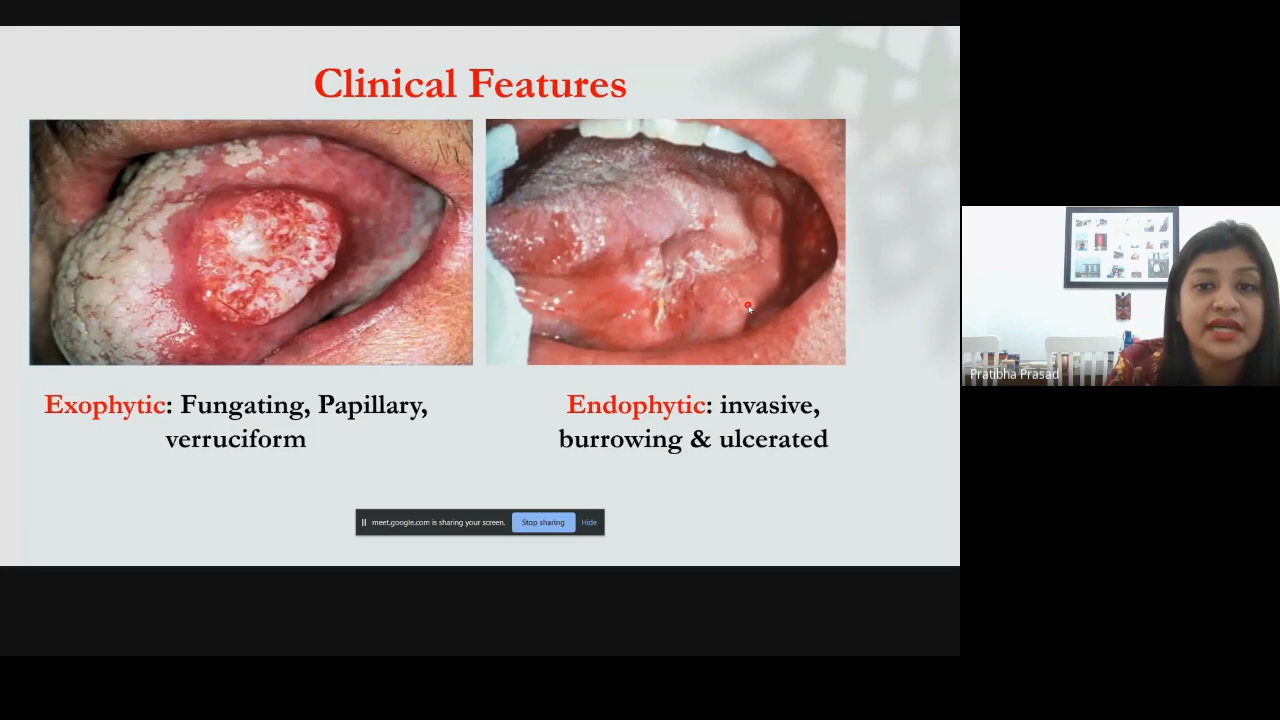 Clinical Features
Exophytic: Fungating, Papillary,
verruciform
Endophytic: invasive,
burrowing & ulcerated
meet.google.com is sharing your screen. Stop sharing Hide
Pratibha Prasad